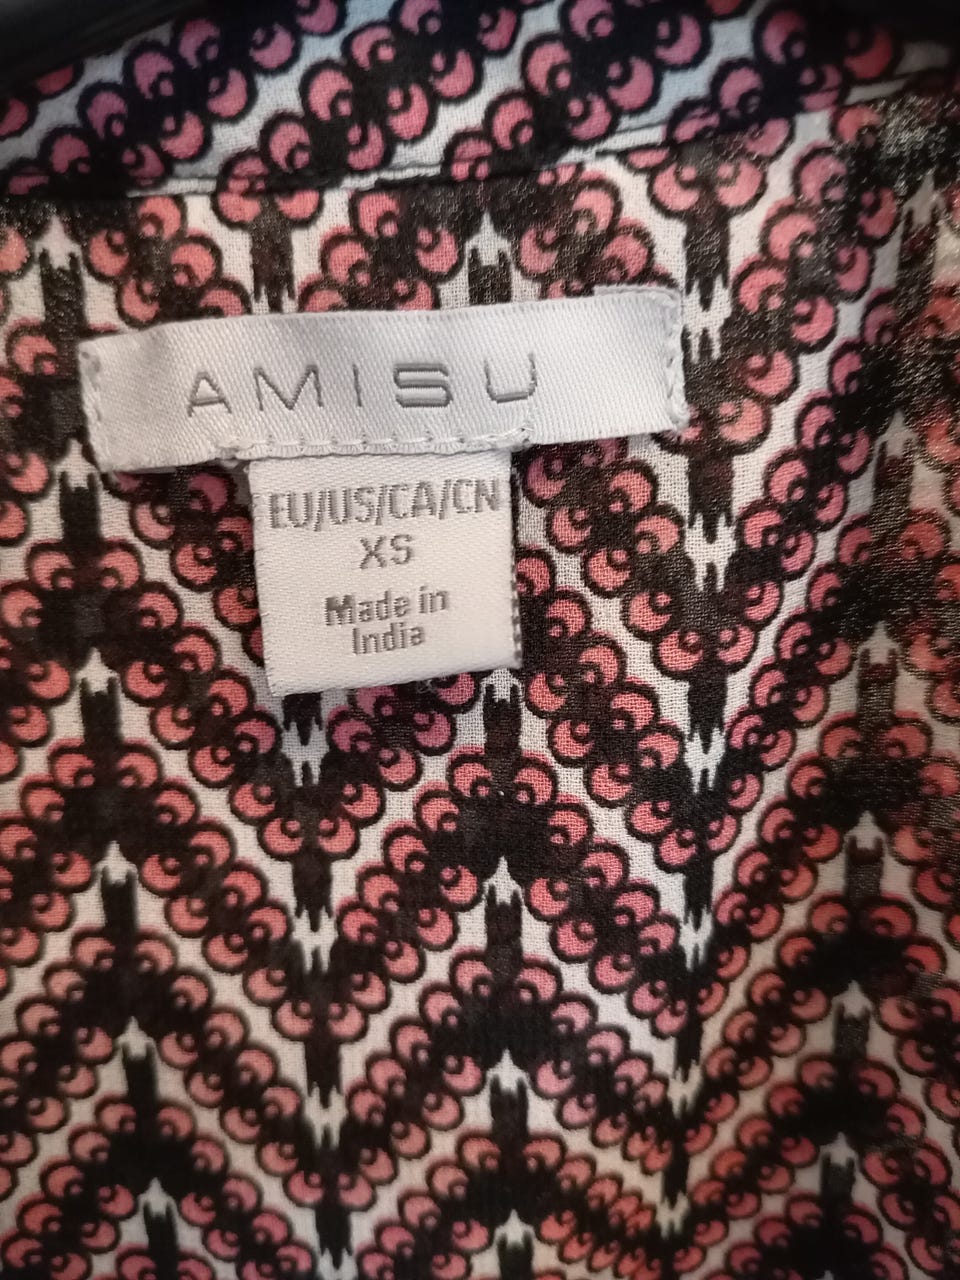 AMISU
EU/US/CA/CN
XS
Made in
India